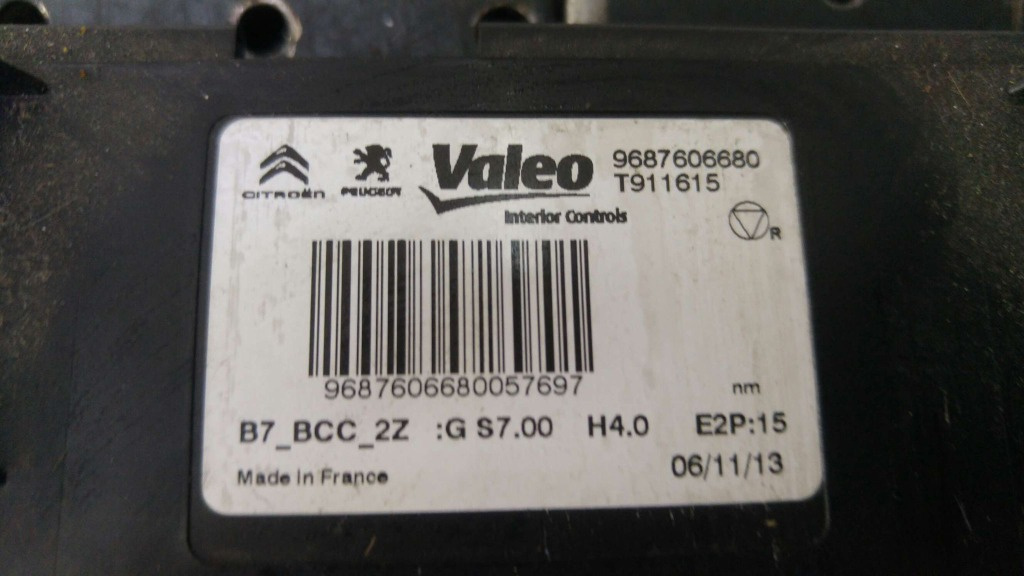 CITROËN
PEUGEOT
Valeo
Interior Controls
9687606680
T911615
R
9687606680057697
nm
B7_BCC_2Z :G S7.00 H4.0 E2P:15
Made in France
06/11/13